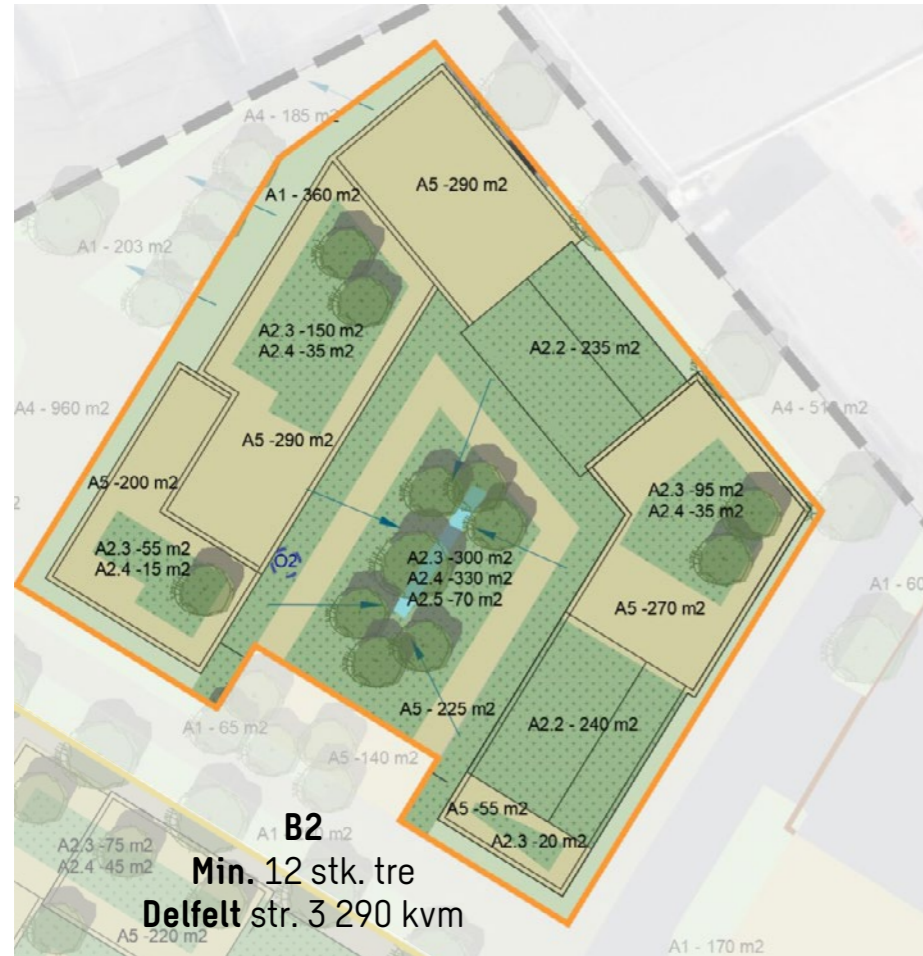 A4 - 185 m2
A5 -290 m2
A1 - 360 m2
A1 - 203 m2
A2.3 -150 m2
A2.4 -35 m2
A2.2 - 235 m2
A4 - 960 m2
A5 -290 m2
A5 -200 m2
A2.3 -95 m2
A2.4 -35 m2
A2.3 -55 m2
A2.4 -15 m2
O2
A2.3 -300 m2
A2.4 -330 m2
A2.5 -70 m2
A5 -270 m2
A1 - 60
A5 -225 m2
A2.2 - 240 m2
A1 - 65 m2
A5 -140 m2
A5 -55 m2
A2.3 -20 m2
B2
A2.3 -75 m2
A2.4 -45 m2
Min. 12 stk. tre
Delfelt str. 3 290 kvm
A5 -220 m2
A1 - 170 m2